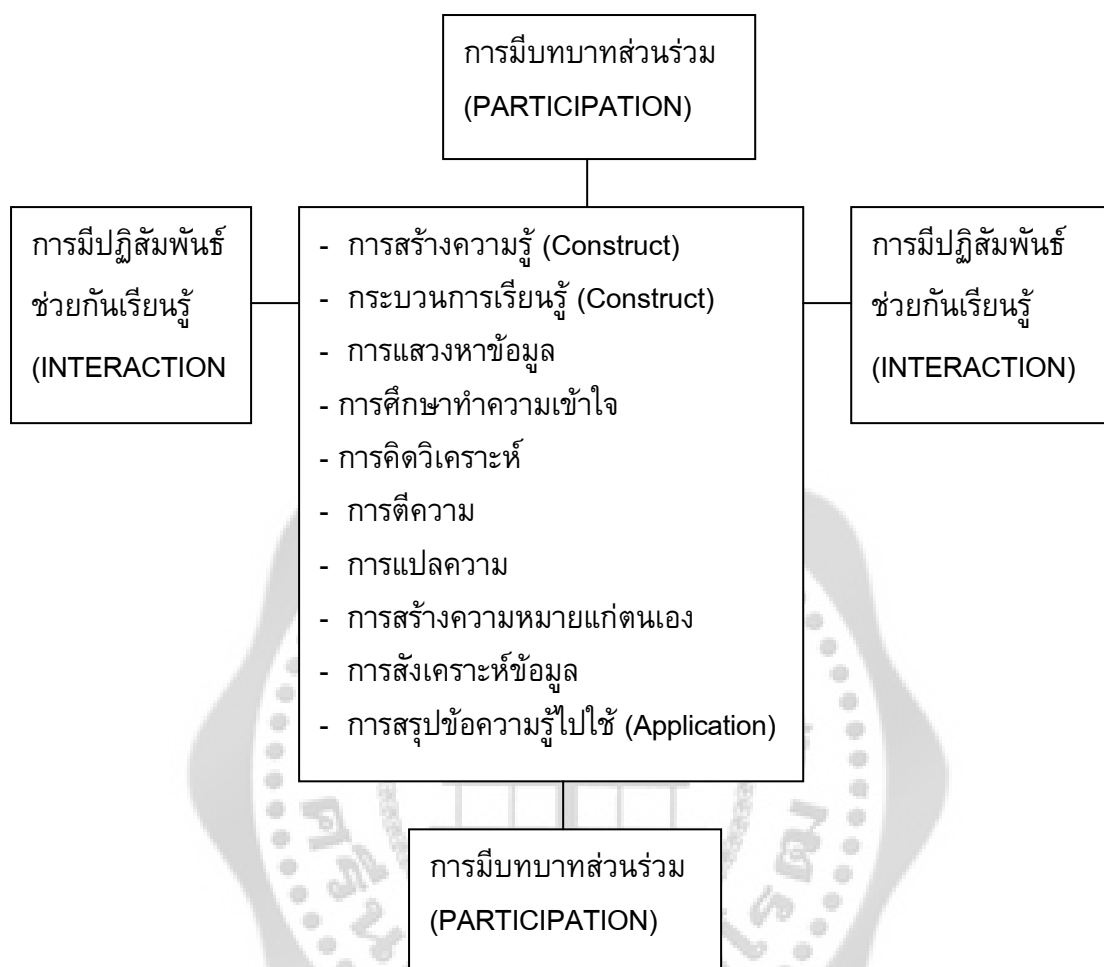 การมีบทบาทส่วนร่วม
(PARTICIPATION)
การมีปฏิสัมพันธ์
ช่วยกันเรียนรู้
(INTERACTION
- การสร้างความรู้ (Construct)
- กระบวนการเรียนรู้ (Construct)
- การแสวงหาข้อมูล
- การศึกษาทำความเข้าใจ
- การคิดวิเคราะห์
- การตีความ
- การแปลความ
- การสร้างความหมายแก่ตนเอง
- การสังเคราะห์ข้อมูล
- การสรุปข้อความรู้ไปใช้ (Application)
การมีปฏิสัมพันธ์
ช่วยกันเรียนรู้
(INTERACTION)
การมีบทบาทส่วนร่วม
(PARTICIPATION)